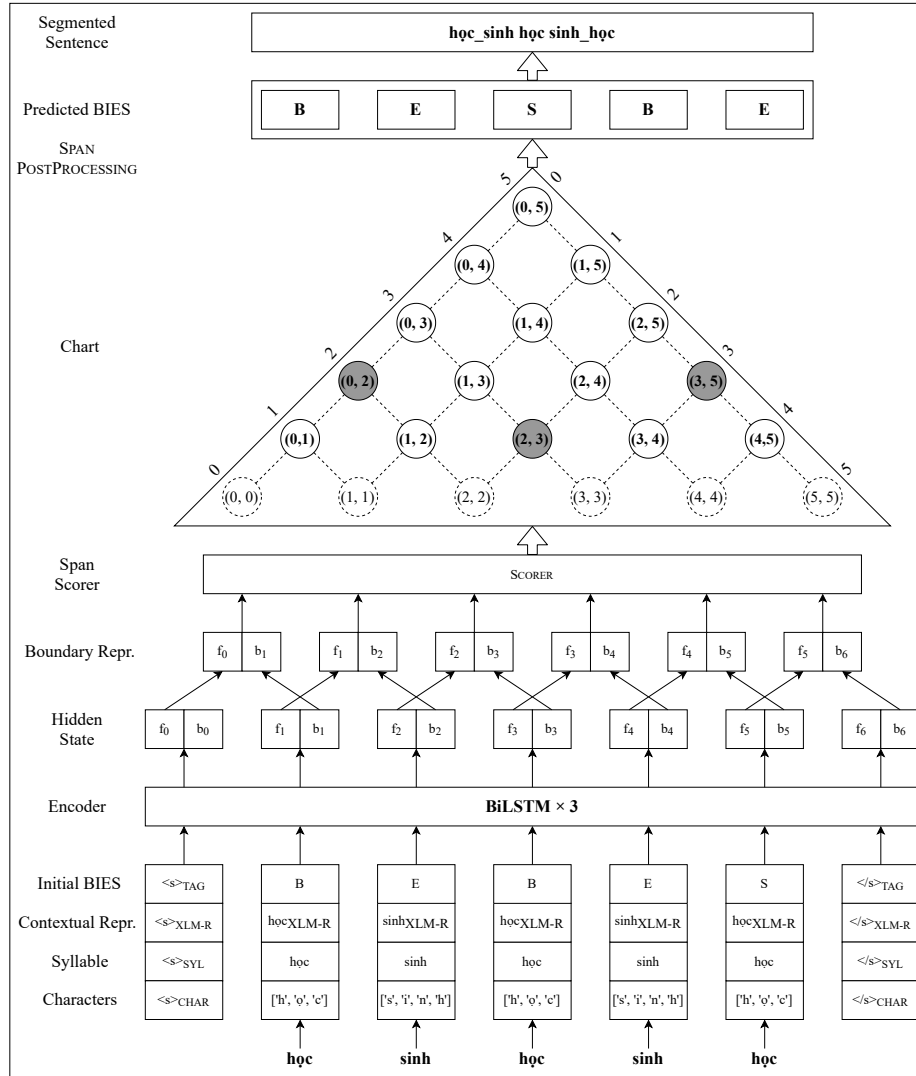 Segmented
Sentence
học_sinh học sinh_học
Predicted BIES
B E S B E
SPAN
POSTPROCESSING
5 0
(0, 5)
4 1
(0, 4) (1, 5)
3 2
(0, 3) (1, 4) (2, 5)
Chart
2 3
(0, 2) (1, 3) (2, 4) (3, 5)
1 4
(0,1) (1, 2) (2, 3) (3, 4) (4,5)
0 5
(0, 0) (1, 1) (2, 2) (3, 3) (4, 4) (5, 5)
Span
Scorer
SCORER
Boundary Repr.
f0 b1 f1 b2 f2 b3 f3 b4 f4 b5 f5 b6
Hidden
State
f0 b0 f1 b1 f2 b2 f3 b3 f4 b4 f5 b5 f6 b6
Encoder
BiLSTM × 3
Initial BIES
<s>TAG B E B E S </s>TAG
Contextual Repr.
<s>XLM-R họcXLM-R sinhXLM-R họcXLM-R sinhXLM-R họcXLM-R </s>XLM-R
Syllable
<s>SYL học sinh học sinh học </s>SYL
Characters
<s>CHAR ['h', 'ọ', 'c'] ['s', 'i', 'n', 'h'] ['h', 'ọ', 'c'] ['s', 'i', 'n', 'h'] ['h', 'ọ', 'c'] </s>CHAR
học sinh học sinh học